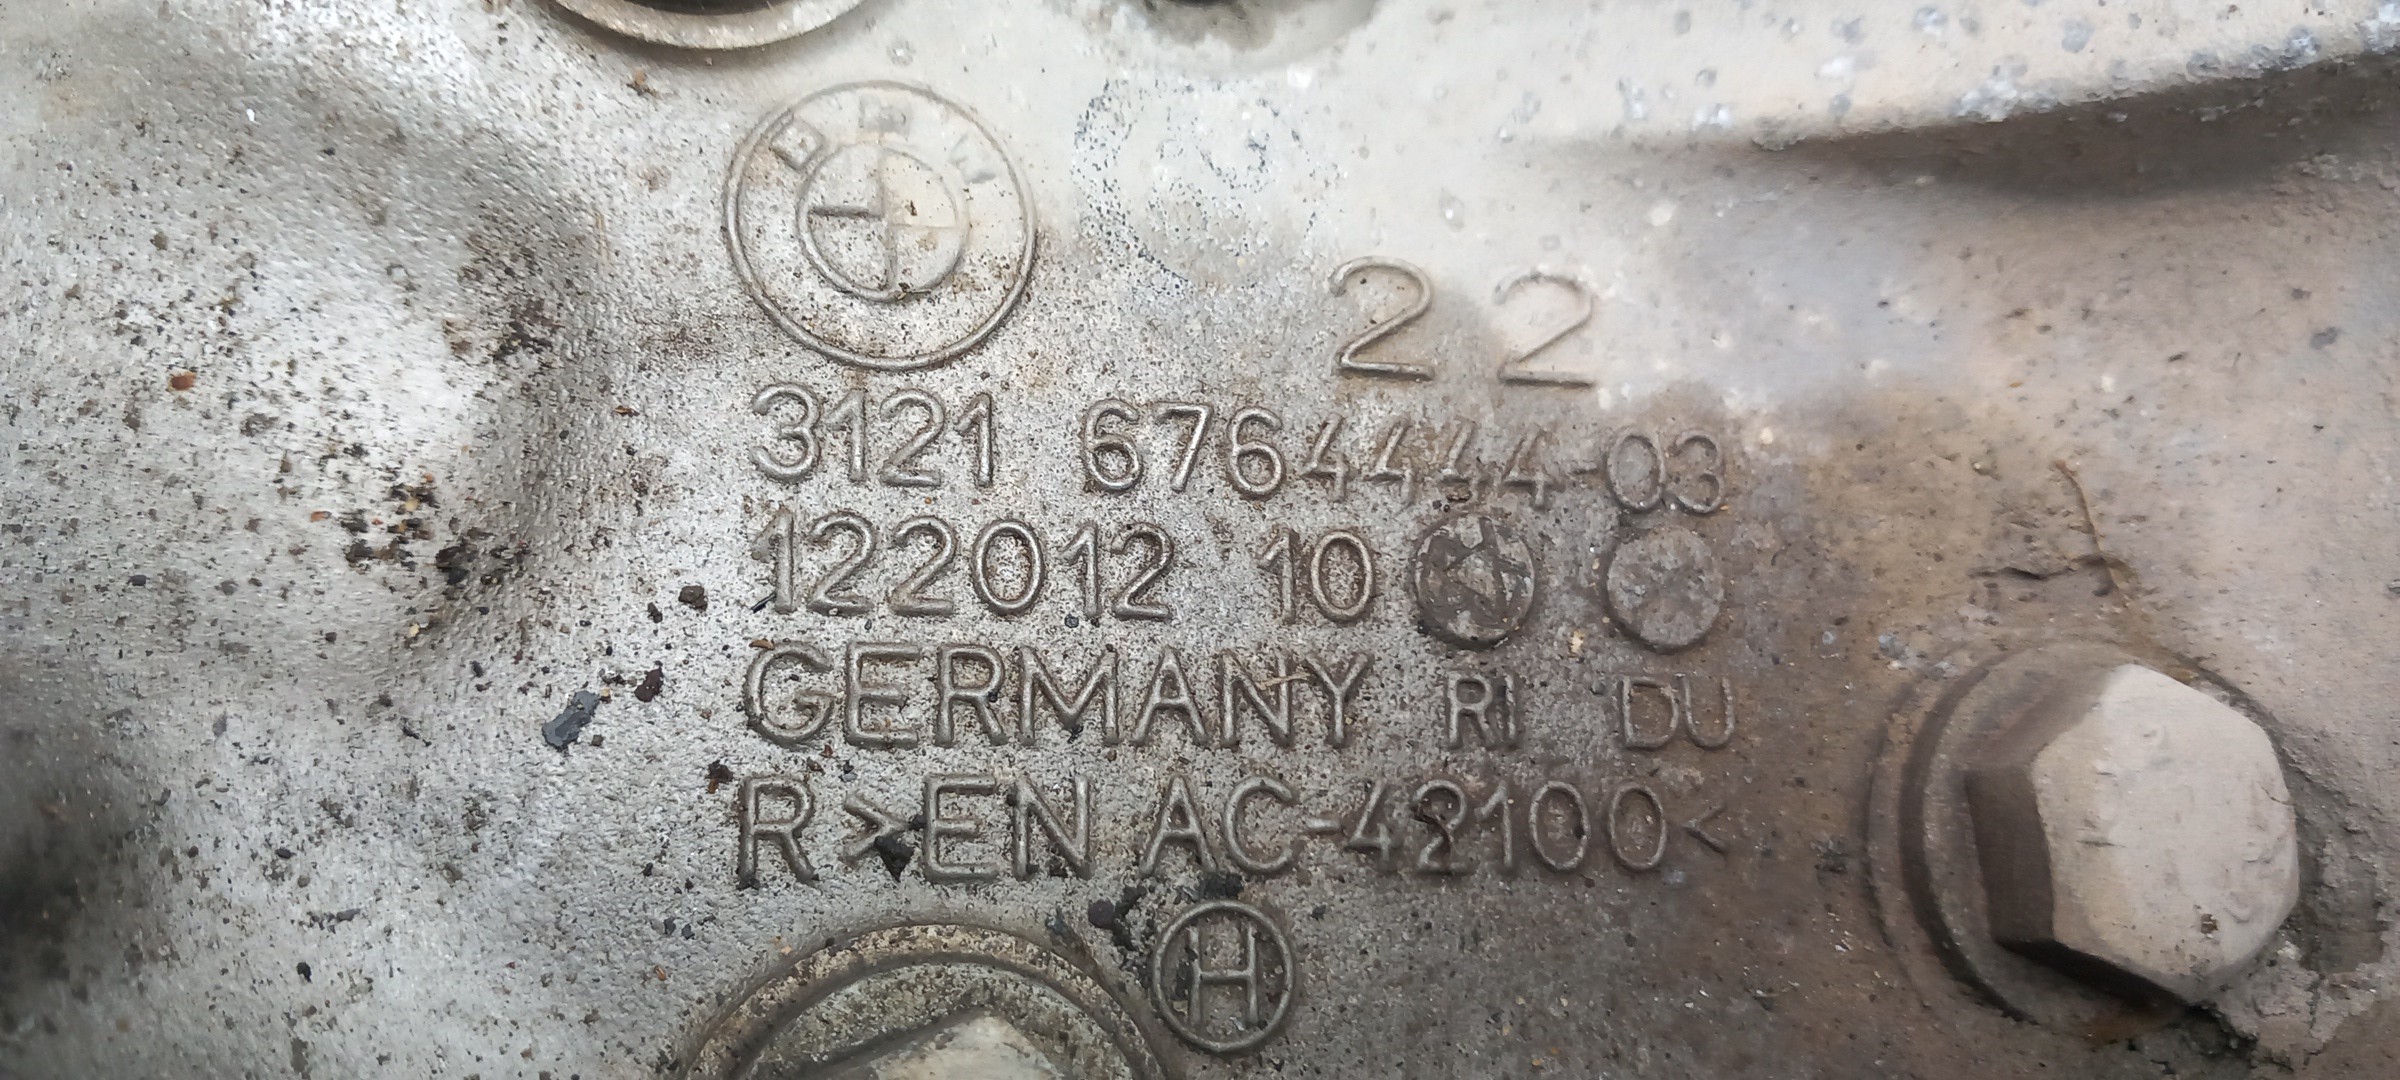 BMW
22
3121 6764444-03
122012 10
GERMANY RI DU
R>EN AC-42100<
H